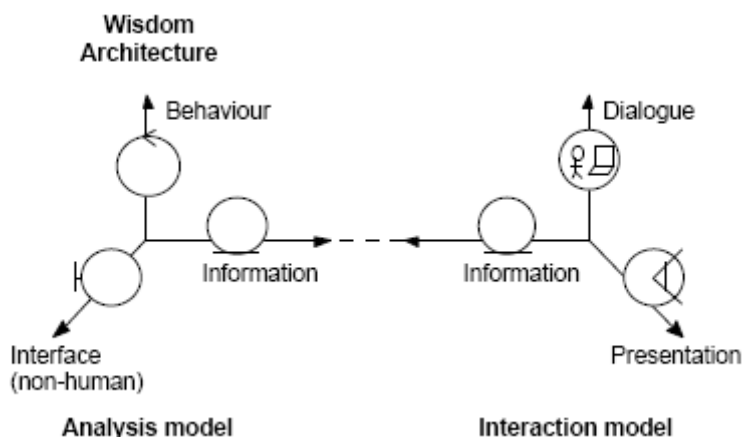 Wisdom
Architecture
Behaviour
Dialogue
Information
Information
Interface
(non-human)
Presentation
Analysis model
Interaction model